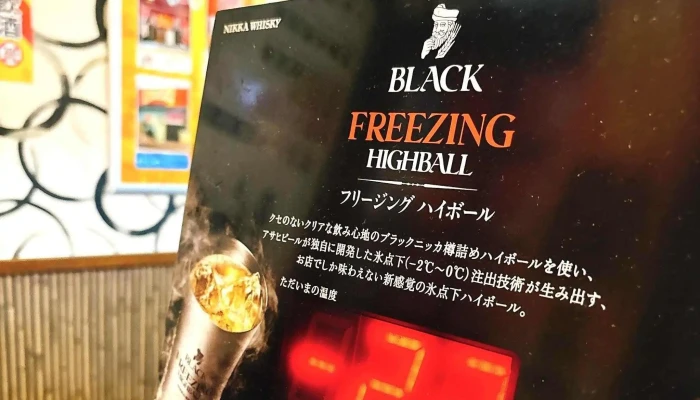 NIKKA WHISKY
BLACK
FREEZING
HIGHBALL
フリージング ハイボール
クセのないクリアな飲み心地のブラックニッカ樽詰めハイボールを使い、
アサヒビールが独自に開発した氷点下(−2℃〜0℃)注出技術が生み出す、
お店でしか味わえない新感覚の氷点下ハイボール。
ただいまの温度